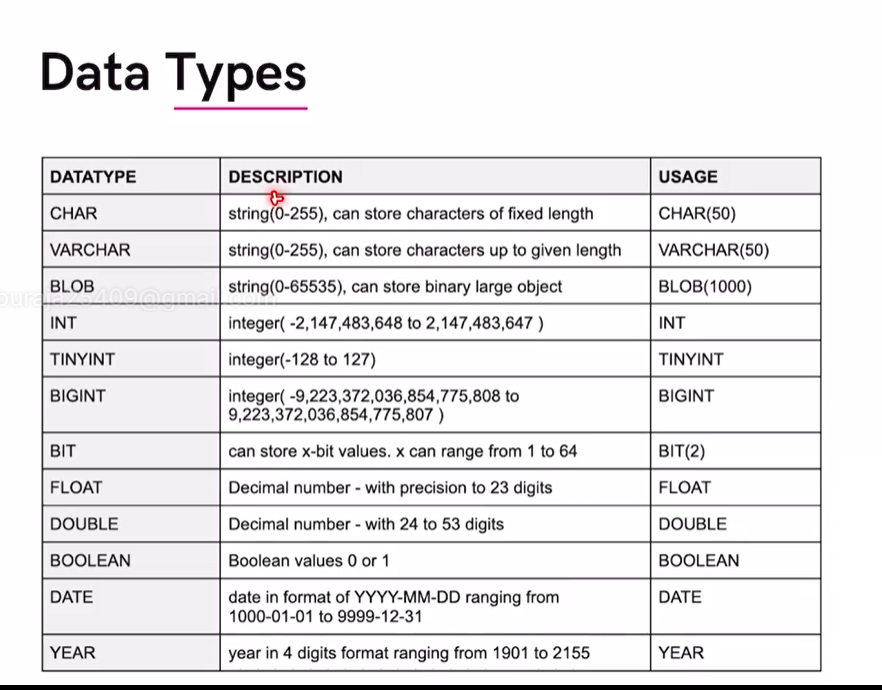 Data Types
DATATYPE DESCRIPTION USAGE
CHAR string(0-255), can store characters of fixed length CHAR(50)
VARCHAR string(0-255), can store characters up to given length VARCHAR(50)
BLOB string(0-65535), can store binary large object BLOB(1000)
INT integer( -2,147,483,648 to 2,147,483,647 ) INT
TINYINT integer(-128 to 127) TINYINT
BIGINT integer( -9,223,372,036,854,775,808 to BIGINT
9,223,372,036,854,775,807 )
BIT can store x-bit values. x can range from 1 to 64 BIT(2)
FLOAT Decimal number - with precision to 23 digits FLOAT
DOUBLE Decimal number - with 24 to 53 digits DOUBLE
BOOLEAN Boolean values 0 or 1 BOOLEAN
DATE date in format of YYYY-MM-DD ranging from DATE
1000-01-01 to 9999-12-31
YEAR year in 4 digits format ranging from 1901 to 2155 YEAR